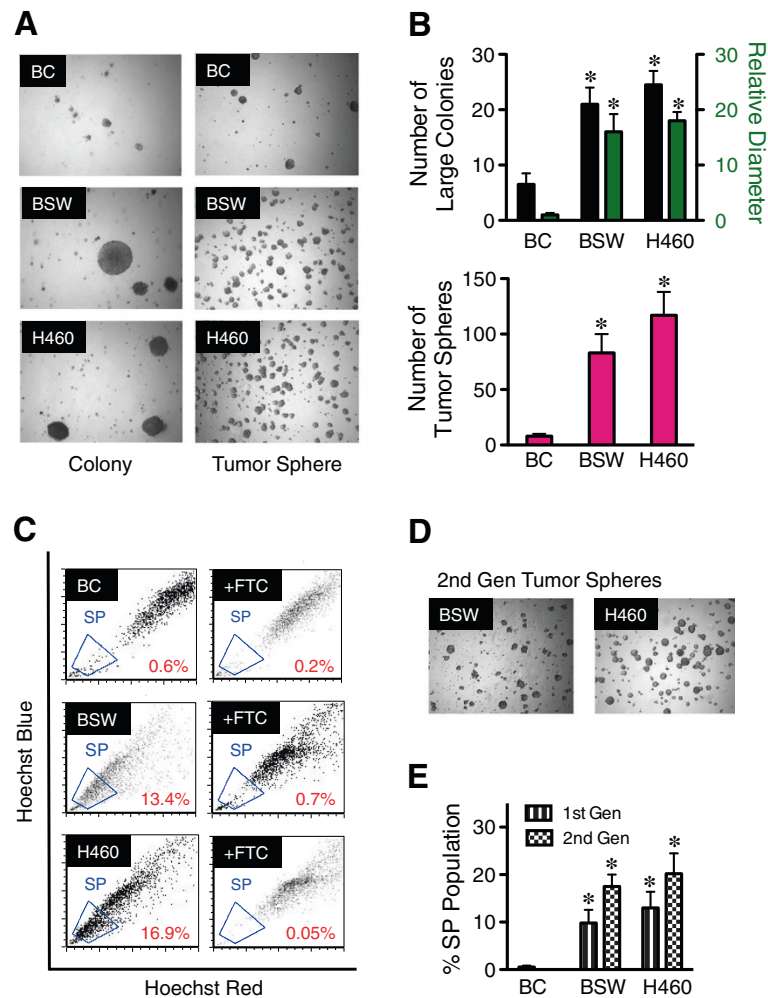 A
BC
BC
BSW
BSW
H460
H460
Colony
Tumor Sphere
B
Number of
Large Colonies
30
20
10
0
*
*
*
*
30
20
10
0
Relative Diameter
BC
BSW
H460
Number of
Tumor Spheres
150
100
50
0
*
*
BC
BSW
H460
C
Hoechst Blue
BC
SP
0.6%
+FTC
0.2%
BSW
SP
13.4%
+FTC
SP
0.7%
H460
SP
16.9%
+FTC
SP
0.05%
Hoechst Red
D
2nd Gen Tumor Spheres
BSW
H460
E
% SP Population
30
20
10
0
1st Gen
2nd Gen
*
*
*
*
BC
BSW
H460